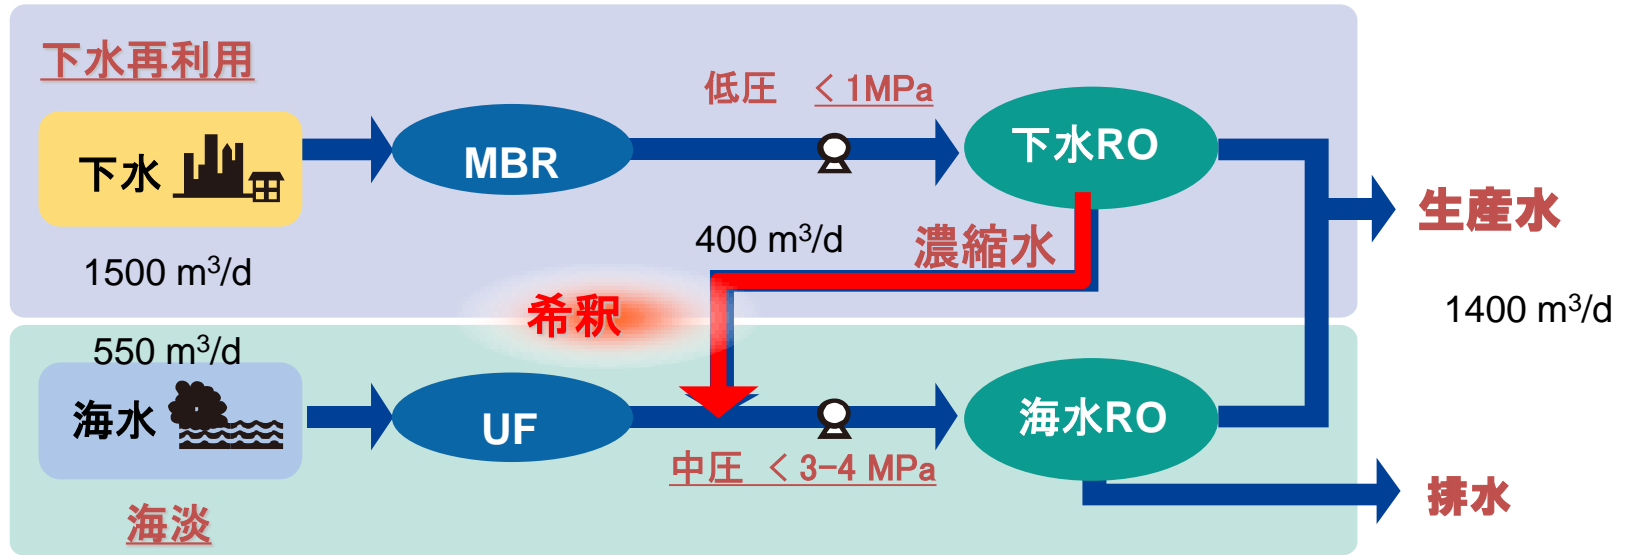 下水再利用
低圧 ＜1MPa
下水
MBR
下水RO
生産水
400 m³/d
濃縮水
1500 m³/d
希釈
1400 m³/d
550 m³/d
海水
UF
海水RO
中圧 ＜3-4 MPa
排水
海淡